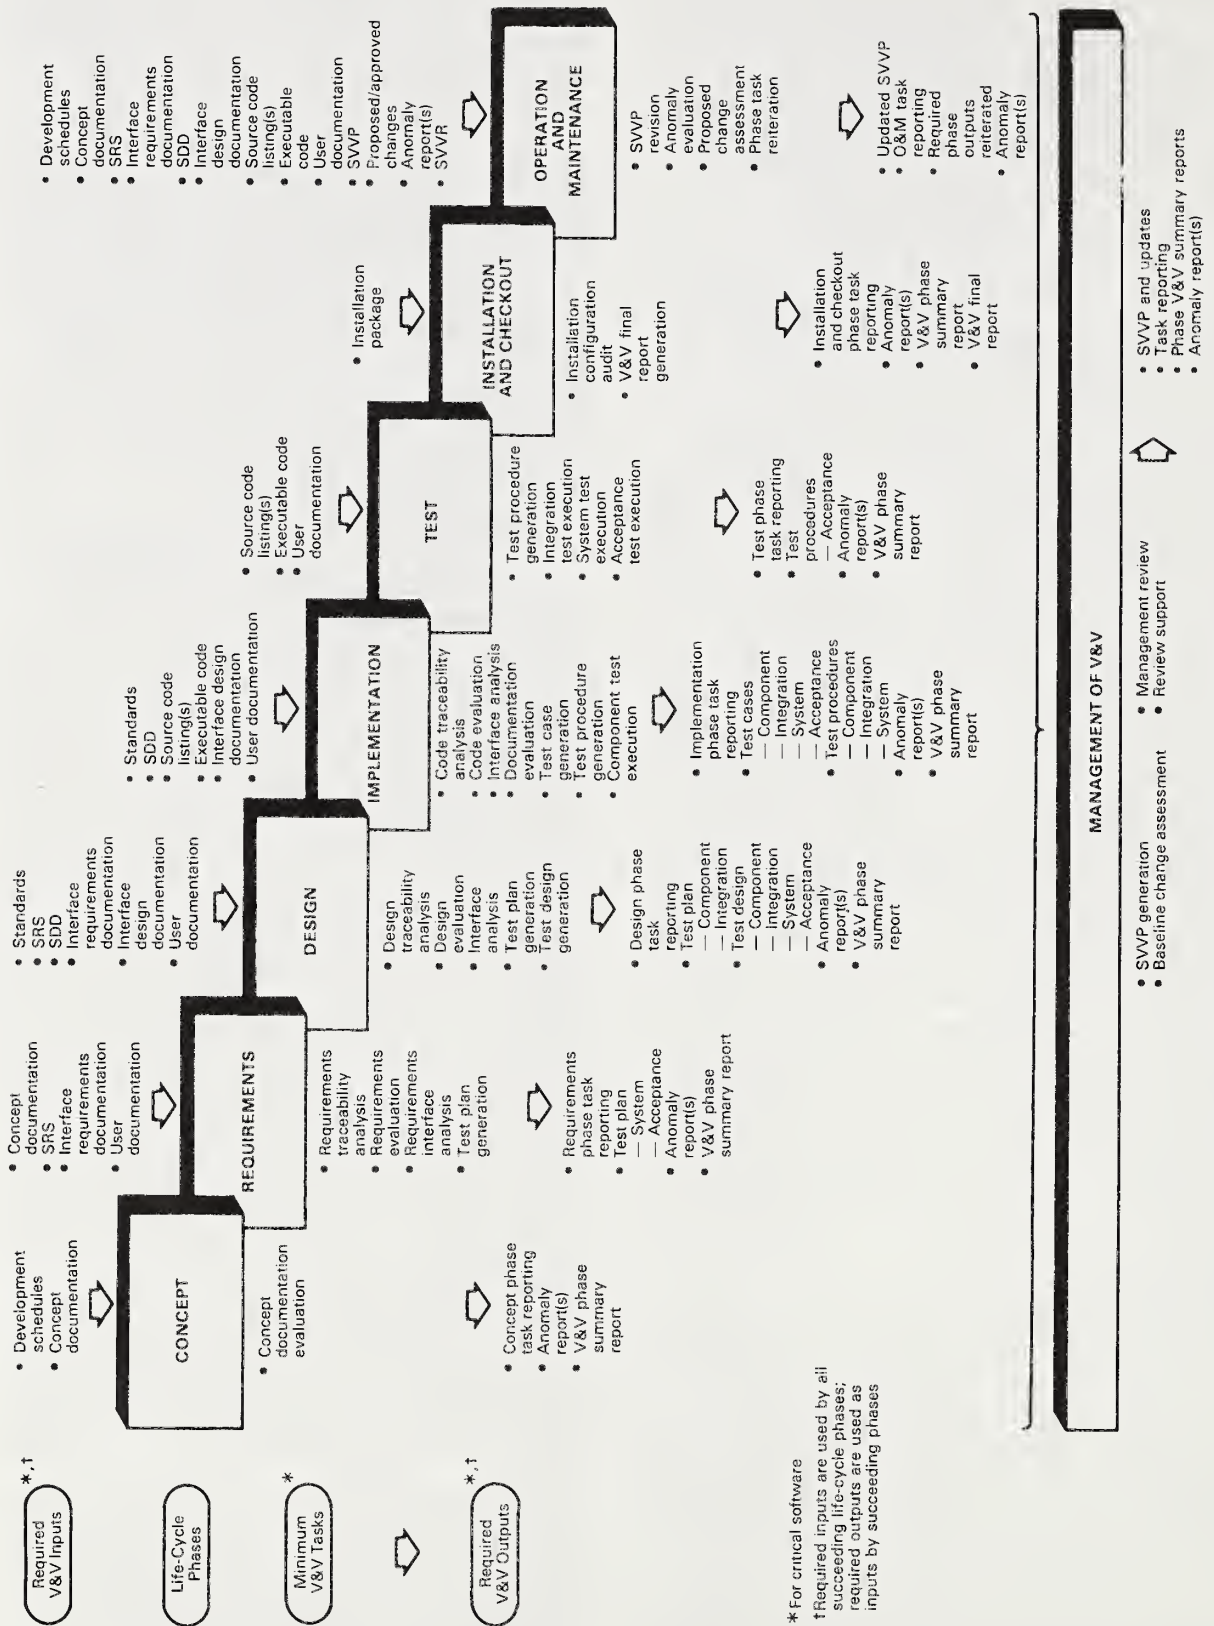 Required
V&V Inputs
*,†
Life-Cycle
Phases
Minimum
V&V Tasks
*
Required
V&V Outputs
*,†
*For critical software
†Required inputs are used by all
succeeding life-cycle phases;
required outputs are used as
inputs by succeeding phases
• Development
schedules
• Concept
documentation
CONCEPT
• Concept
documentation
evaluation
• Concept phase
task reporting
• Anomaly
report(s)
• V&V phase
summary
report
• Concept
documentation
• SRS
• Interface
requirements
documentation
• User
documentation
REQUIREMENTS
• Requirements
traceability
analysis
• Requirements
evaluation
• Requirements
interface
analysis
• Test plan
generation
• Requirements
phase task
reporting
• Test plan
— System
— Acceptance
• Anomaly
report(s)
• V&V phase
summary report
• Standards
• SRS
• SDD
• Interface
requirements
documentation
• Interface
design
documentation
• User
documentation
DESIGN
• Design
traceability
analysis
• Design
evaluation
• Interface
analysis
• Test plan
generation
• Test design
generation
• Design phase
task
reporting
• Test plan
— Component
— Integration
• Test design
— Component
— Integration
— System
— Acceptance
• Anomaly
report(s)
• V&V phase
summary
report
• Standards
• SDD
• Source code
listing(s)
• Executable code
• Interface design
documentation
• User documentation
IMPLEMENTATION
• Code traceability
analysis
• Code evaluation
• Interface analysis
• Documentation
evaluation
• Test case
generation
• Test procedure
generation
• Component test
execution
• Implementation
phase task
reporting
• Test cases
— Component
— Integration
— System
— Acceptance
• Test procedures
— Component
— Integration
— System
• Anomaly
report(s)
• V&V phase
summary
report
• Source code
listing(s)
• Executable code
• User
documentation
TEST
• Test procedure
generation
• Integration
test execution
• System test
execution
• Acceptance
test execution
• Test phase
task reporting
• Test
procedures
— Acceptance
• Anomaly
report(s)
• V&V phase
summary
report
• Installation
package
INSTALLATION
AND CHECKOUT
• Installation
configuration
audit
• V&V final
report
generation
• Installation
and checkout
phase task
reporting
• Anomaly
report(s)
• V&V phase
summary
report
• V&V final
report
• Development
schedules
• Concept
documentation
• SRS
• Interface
requirements
documentation
• SDD
• Interface
design
documentation
• Source code
listing(s)
• Executable
code
• User
documentation
• SVVP
• Proposed/approved
changes
• Anomaly
report(s)
• SVVR
OPERATION
AND
MAINTENANCE
• SVVP
revision
• Anomaly
evaluation
• Proposed
change
assessment
• Phase task
reiteration
• Updated SVVP
• O&M task
reporting
• Required
phase
outputs
reiterated
• Anomaly
report(s)
MANAGEMENT OF V&V
• SVVP generation
• Baseline change assessment
• Management review
• Review support
• SVVP and updates
• Task reporting
• Phase V&V summary reports
• Anomaly report(s)